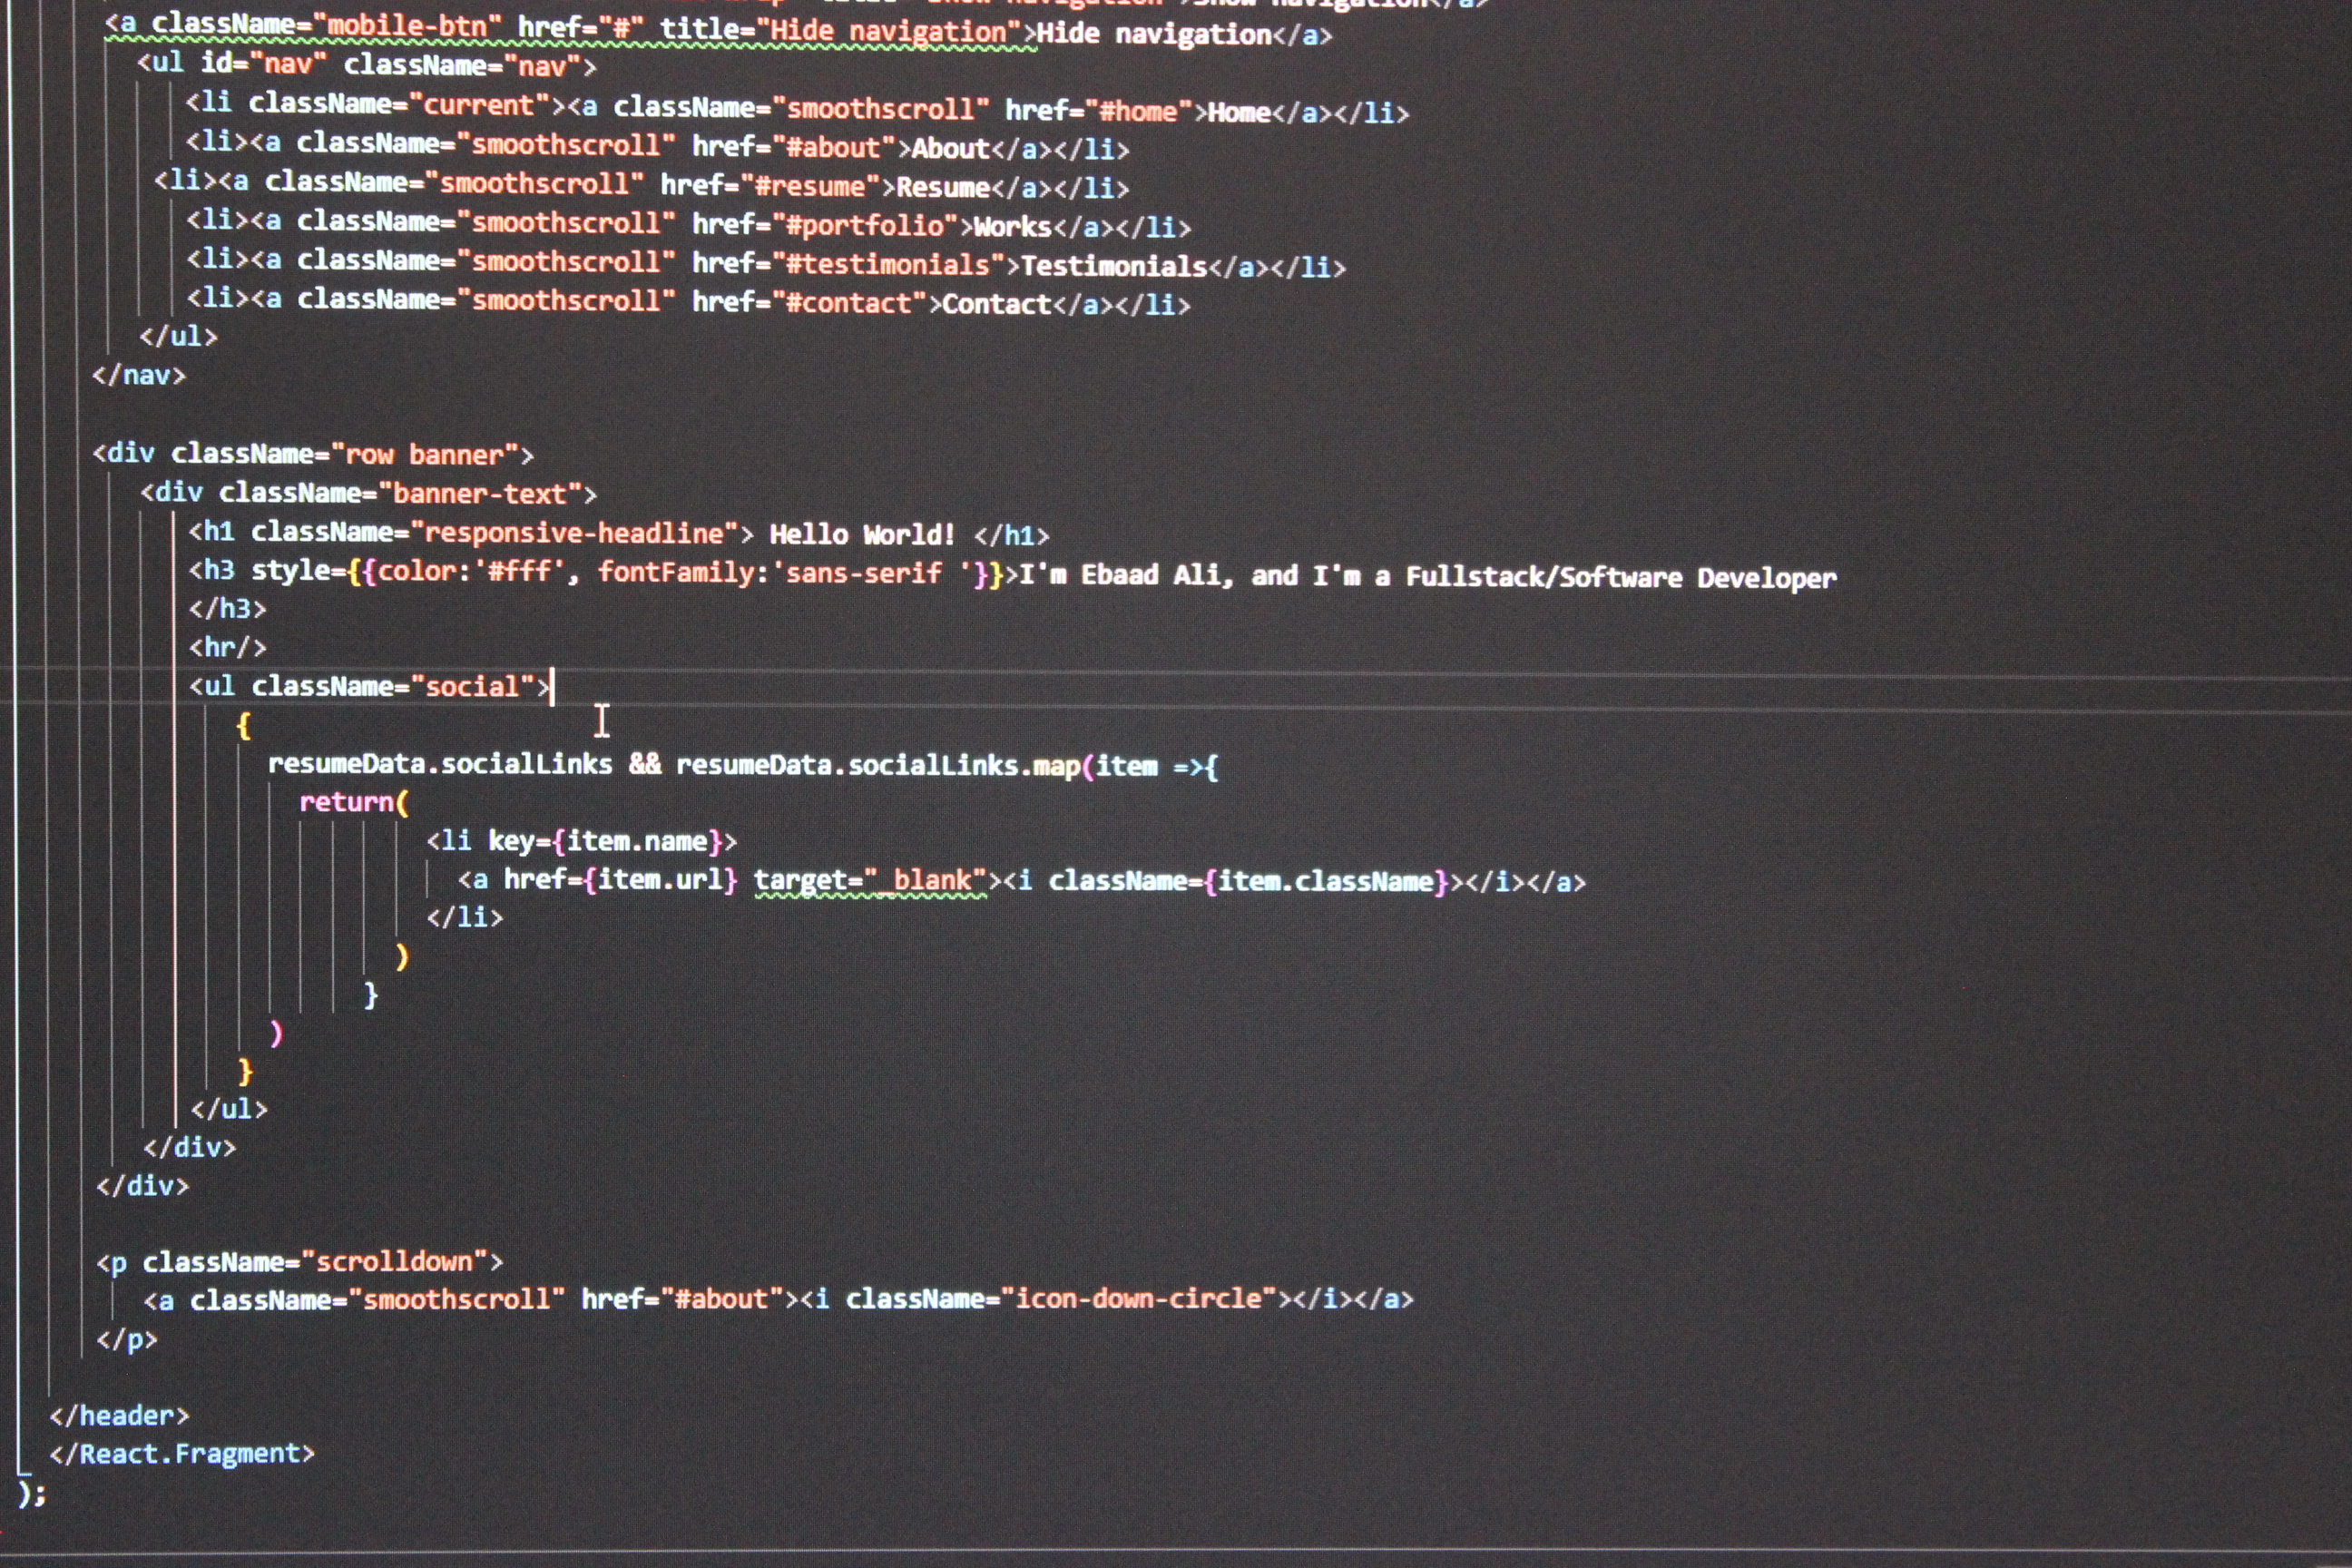 <a className="mobile-btn" href="#" title="Hide navigation">Hide navigation</a>
<ul id="nav" className="nav">
<li className="current"><a className="smoothscroll" href="#home">Home</a></li>
<li><a className="smoothscroll" href="#about">About</a></li>
<li><a className="smoothscroll" href="#resume">Resume</a></li>
<li><a className="smoothscroll" href="#portfolio">Works</a></li>
<li><a className="smoothscroll" href="#testimonials">Testimonials</a></li>
<li><a className="smoothscroll" href="#contact">Contact</a></li>
</ul>
</nav>
<div className="row banner">
<div className="banner-text">
<h1 className="responsive-headline"> Hello World! </h1>
<h3 style={{color:'#fff', fontFamily:'sans-serif '}}>I'm Ebaad Ali, and I'm a Fullstack/Software Developer
</h3>
<hr/>
<ul className="social">
{
resumeData.socialLinks && resumeData.socialLinks.map(item =>{
return(
<li key={item.name}>
<a href={item.url} target="_blank"><i className={item.className}></i></a>
</li>
)
}
)
}
</ul>
</div>
</div>
<p className="scrolldown">
<a className="smoothscroll" href="#about"><i className="icon-down-circle"></i></a>
</p>
</header>
</React.Fragment>
);